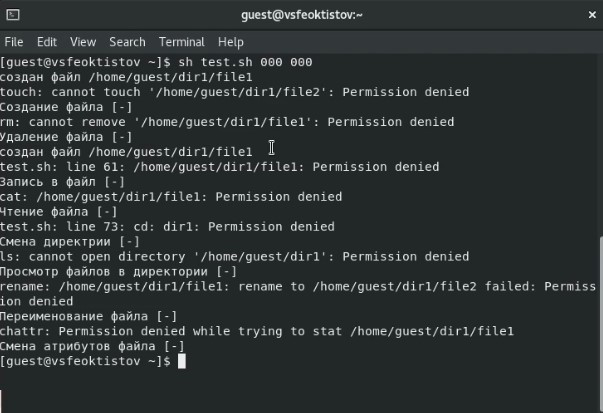 guest@vsfeoktistov:~
File Edit View Search Terminal Help
[guest@vsfeoktistov ~]$ sh test.sh 000 000
создан файл /home/guest/dir1/file1
touch: cannot touch '/home/guest/dir1/file2': Permission denied
Создание файла [-]
rm: cannot remove '/home/guest/dir1/file1': Permission denied
Удаление файла [-]
создан файл /home/guest/dir1/file1
test.sh: line 61: /home/guest/dir1/file1: Permission denied
Запись в файл [-]
cat: /home/guest/dir1/file1: Permission denied
Чтение файла [-]
test.sh: line 73: cd: dir1: Permission denied
Смена директрии [-]
ls: cannot open directory '/home/guest/dir1': Permission denied
Просмотр файлов в директории [-]
rename: /home/guest/dir1/file1: rename to /home/guest/dir1/file2 failed: Permiss
ion denied
Переименование файла [-]
chattr: Permission denied while trying to stat /home/guest/dir1/file1
Смена атрибутов файла [-]
[guest@vsfeoktistov ~]$